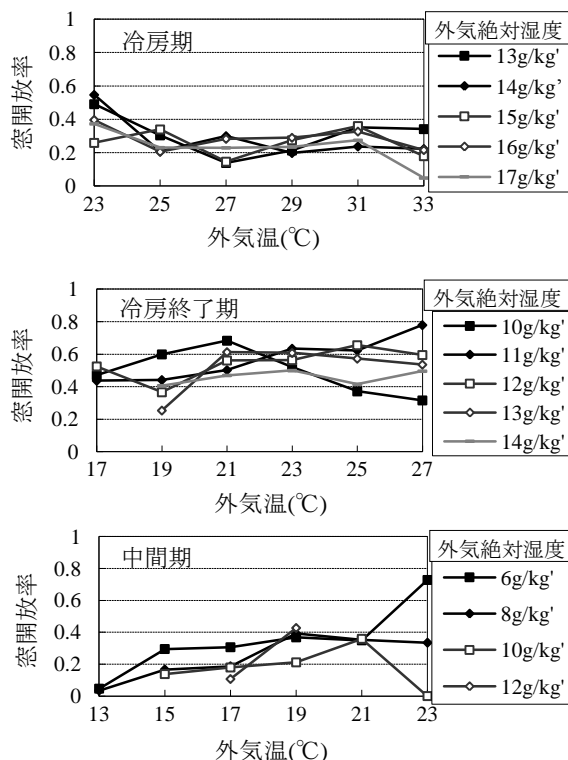 冷房期
外気絶対湿度
1
0.8
0.6
0.4
0.2
0
窓開放率
23 25 27 29 31 33
外気温(℃)
13g/kg'
14g/kg’
15g/kg'
16g/kg'
17g/kg'
冷房終了期
外気絶対湿度
1
0.8
0.6
0.4
0.2
0
窓開放率
17 19 21 23 25 27
外気温(℃)
10g/kg'
11g/kg'
12g/kg'
13g/kg'
14g/kg'
中間期
外気絶対湿度
1
0.8
0.6
0.4
0.2
0
窓開放率
13 15 17 19 21 23
外気温(℃)
6g/kg'
8g/kg'
10g/kg'
12g/kg'